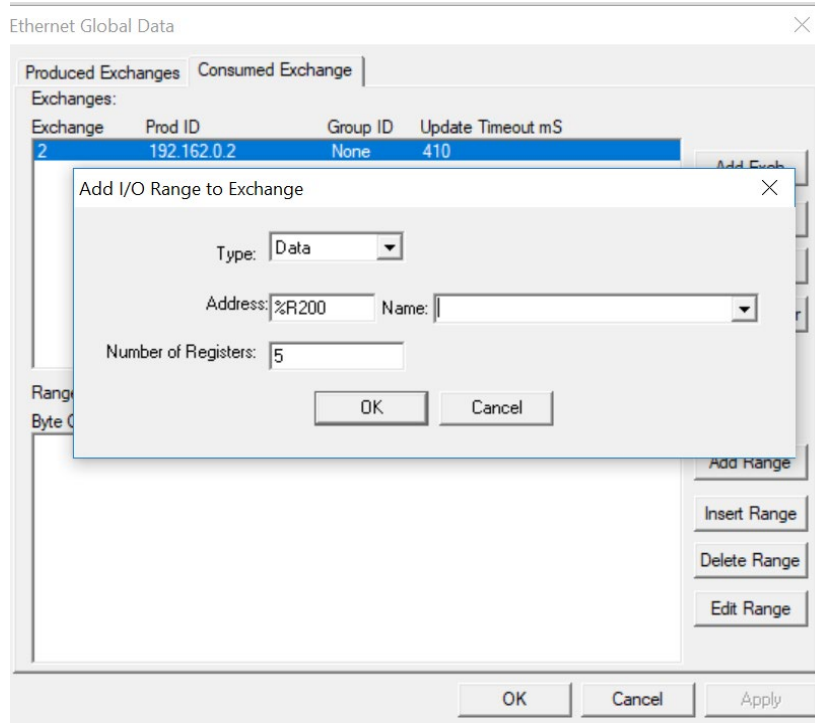 Ethernet Global Data
Produced Exchanges Consumed Exchange
Exchanges:
Exchange Prod ID Group ID Update Timeout mS
2 192.162.0.2 None 410
Add I/O Range to Exchange
Type: Data
Address: %R200 Name:
Number of Registers: 5
OK Cancel
Add Range
Insert Range
Delete Range
Edit Range
OK Cancel Apply